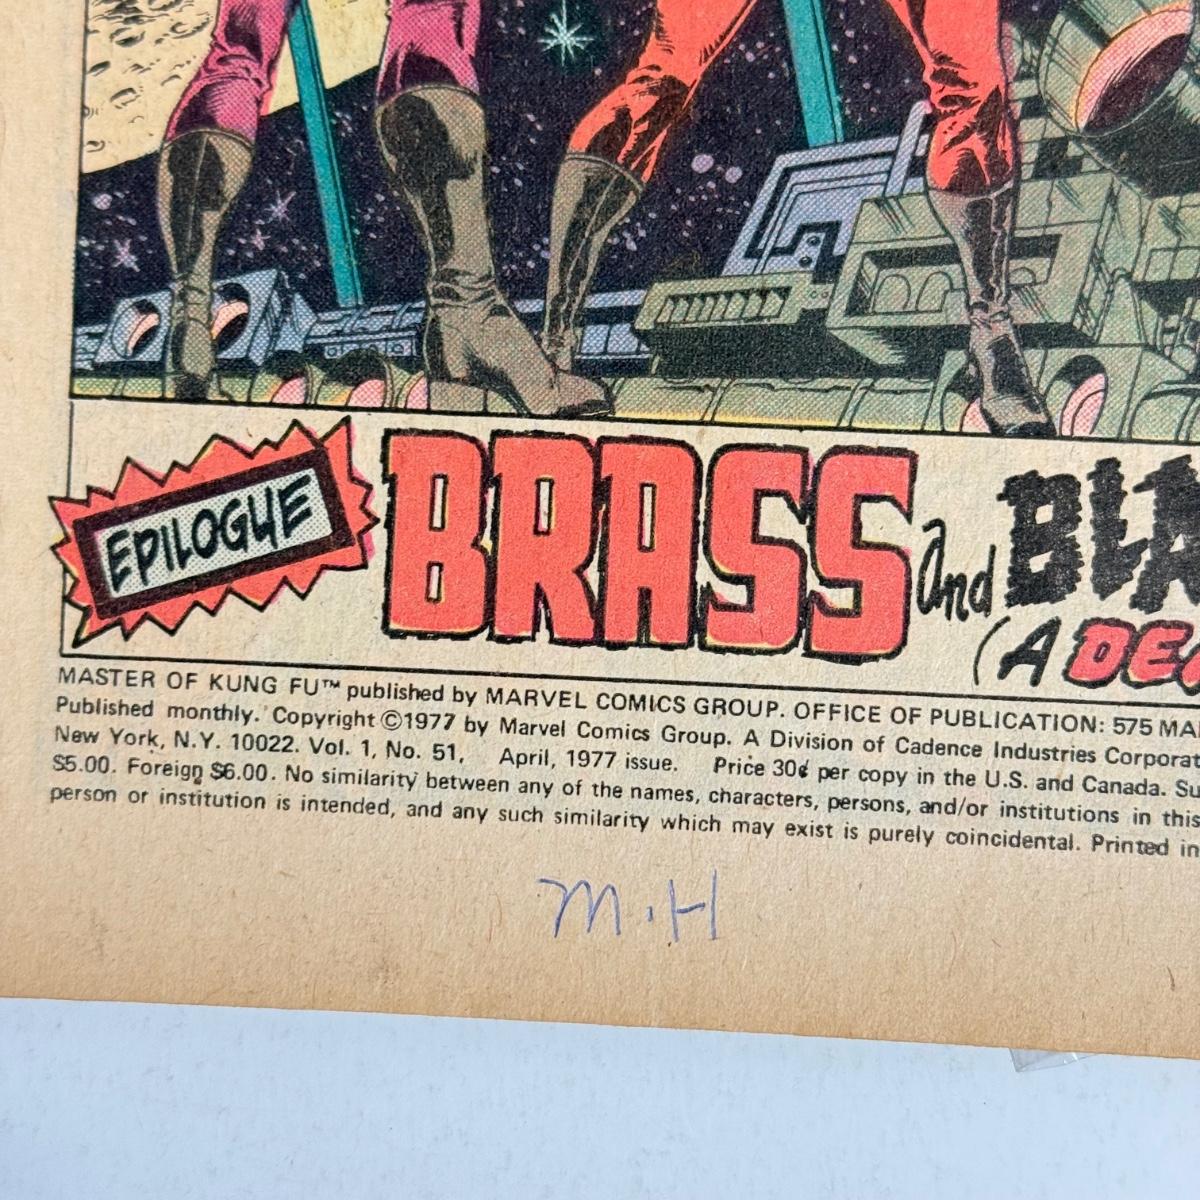 EPILOGUE
BRASS and BLA
(A DEA
MASTER OF KUNG FU™ published by MARVEL COMICS GROUP. OFFICE OF PUBLICATION: 575 MA
Published monthly. Copyright ©1977 by Marvel Comics Group. A Division of Cadence Industries Corporat
New York, N.Y. 10022. Vol. 1, No. 51, April, 1977 issue. Price 30¢ per copy in the U.S. and Canada. Su
$5.00. Foreign $6.00. No similarity between any of the names, characters, persons, and/or institutions in this
person or institution is intended, and any such similarity which may exist is purely coincidental. Printed in
M.H